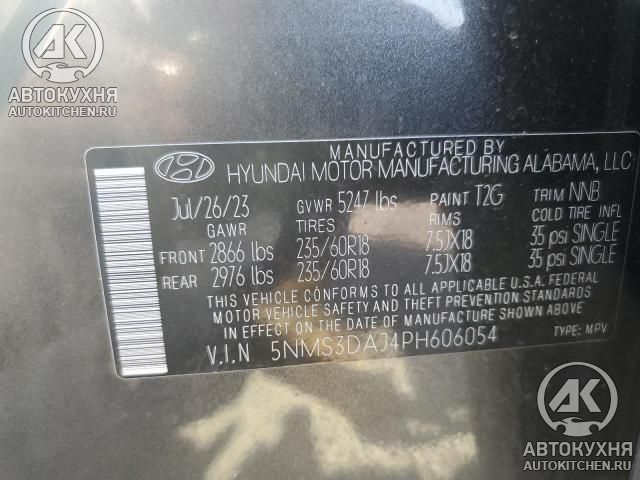 AK
АВТОКУХНЯ
AUTOKITCHEN.RU
MANUFACTURED BY
HYUNDAI MOTOR MANUFACTURING ALABAMA, LLC.
Jul/26/23 GVWR 5247 lbs PAINT T2G TRIM NNB
GAWR TIRES RIMS COLD TIRE INFL.
FRONT 2866 lbs 235/60R18 7.5JX18 35 psi SINGLE
REAR 2976 lbs 235/60R18 7.5JX18 35 psi SINGLE
THIS VEHICLE CONFORMS TO ALL APPLICABLE U.S.A. FEDERAL
MOTOR VEHICLE SAFETY AND THEFT PREVENTION STANDARDS
IN EFFECT ON THE DATE OF MANUFACTURE SHOWN ABOVE.
V.I.N 5NMS3DAJ4PH606054 TYPE: MPV
AK
АВТОКУХНЯ
AUTOKITCHEN.RU